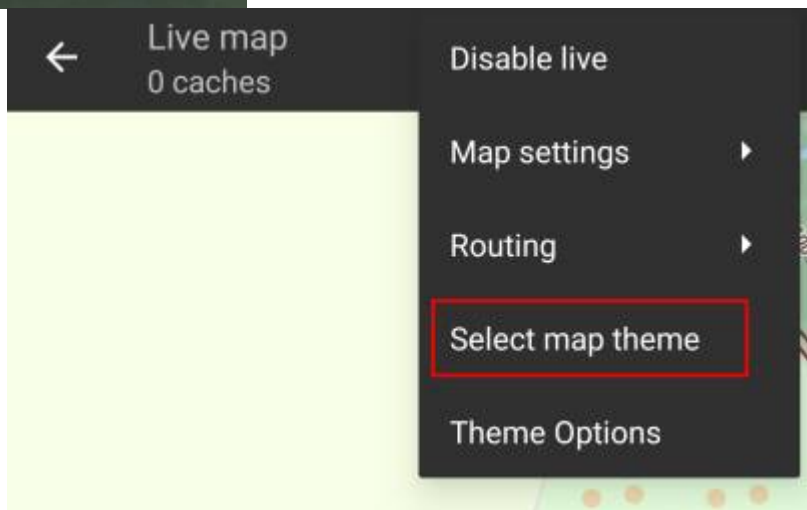 Live map
0 caches
Disable live
Map settings
Routing
Select map theme
Theme Options